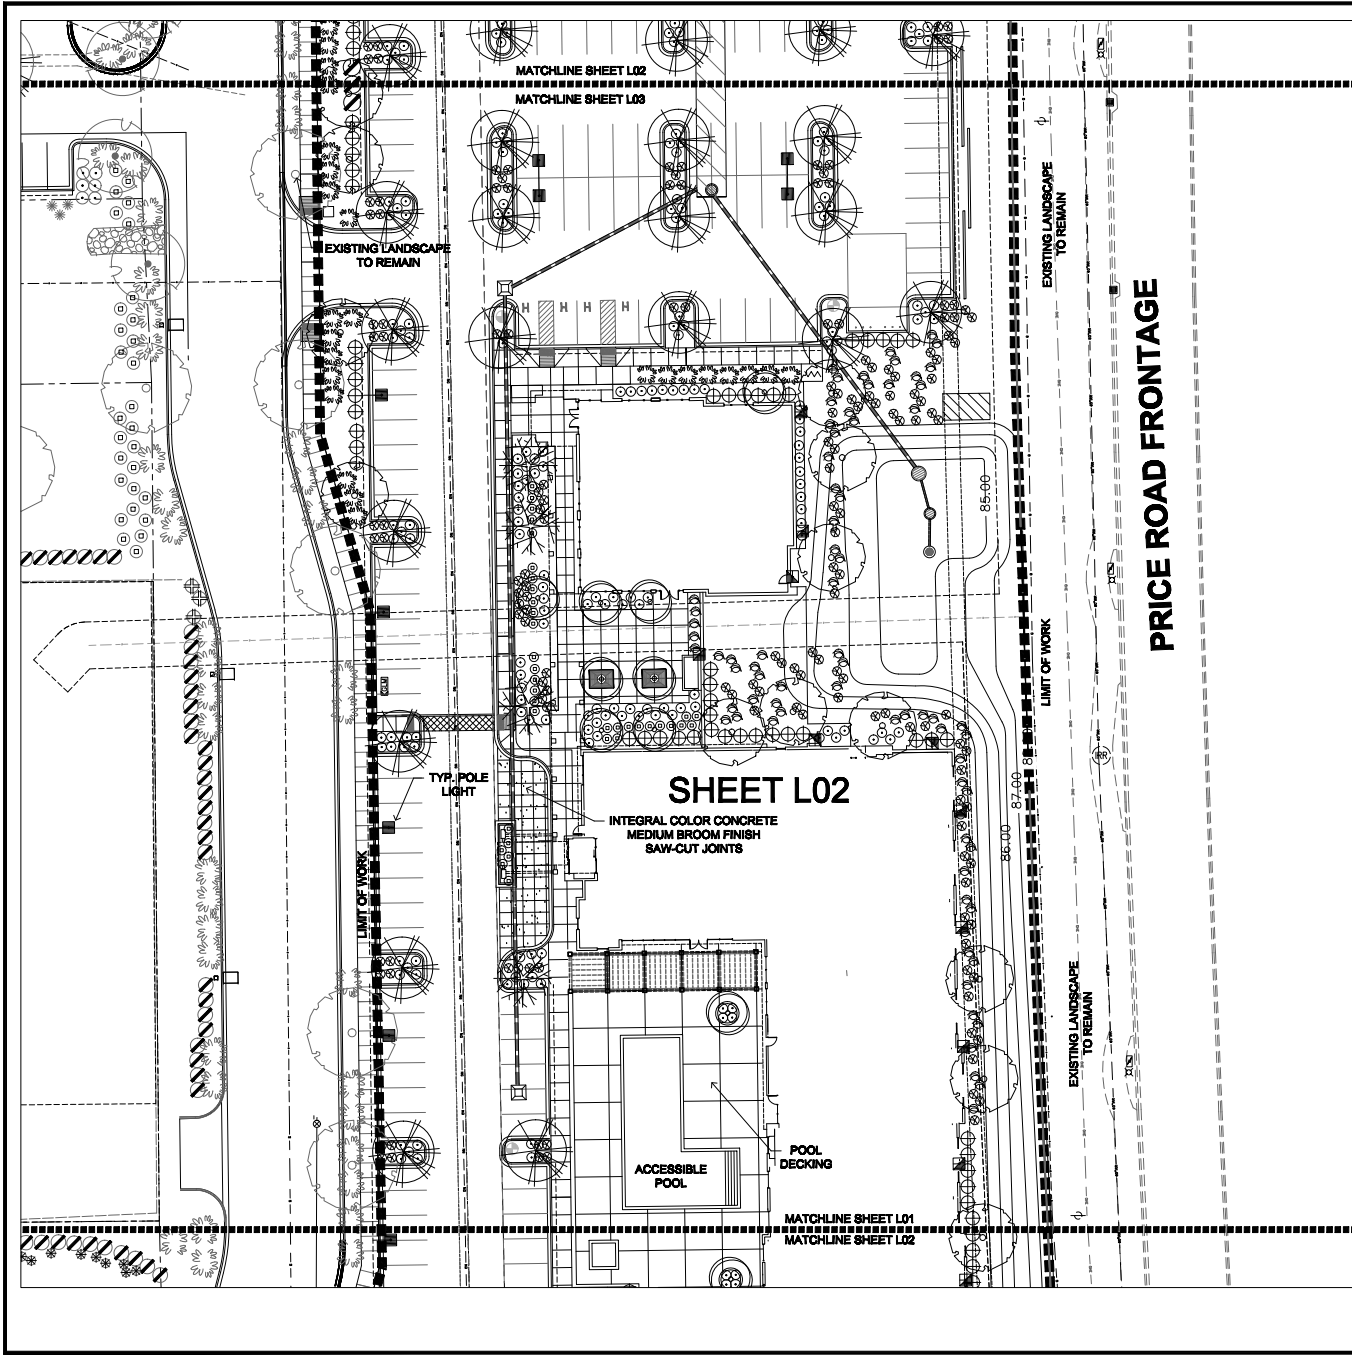 MATCHLINE SHEET L02
MATCHLINE SHEET L03
EXISTING LANDSCAPE
TO REMAIN
EXISTING LANDSCAPE
TO REMAIN
H H H H
PRICE ROAD FRONTAGE
85.00
LIMIT OF WORK
TYP. POLE
LIGHT
SHEET L02
INTEGRAL COLOR CONCRETE
MEDIUM BROOM FINISH
SAW-CUT JOINTS
87.00
86.00
LIMIT OF WORK
EXISTING LANDSCAPE
TO REMAIN
POOL
DECKING
ACCESSIBLE
POOL
MATCHLINE SHEET L01
MATCHLINE SHEET L02